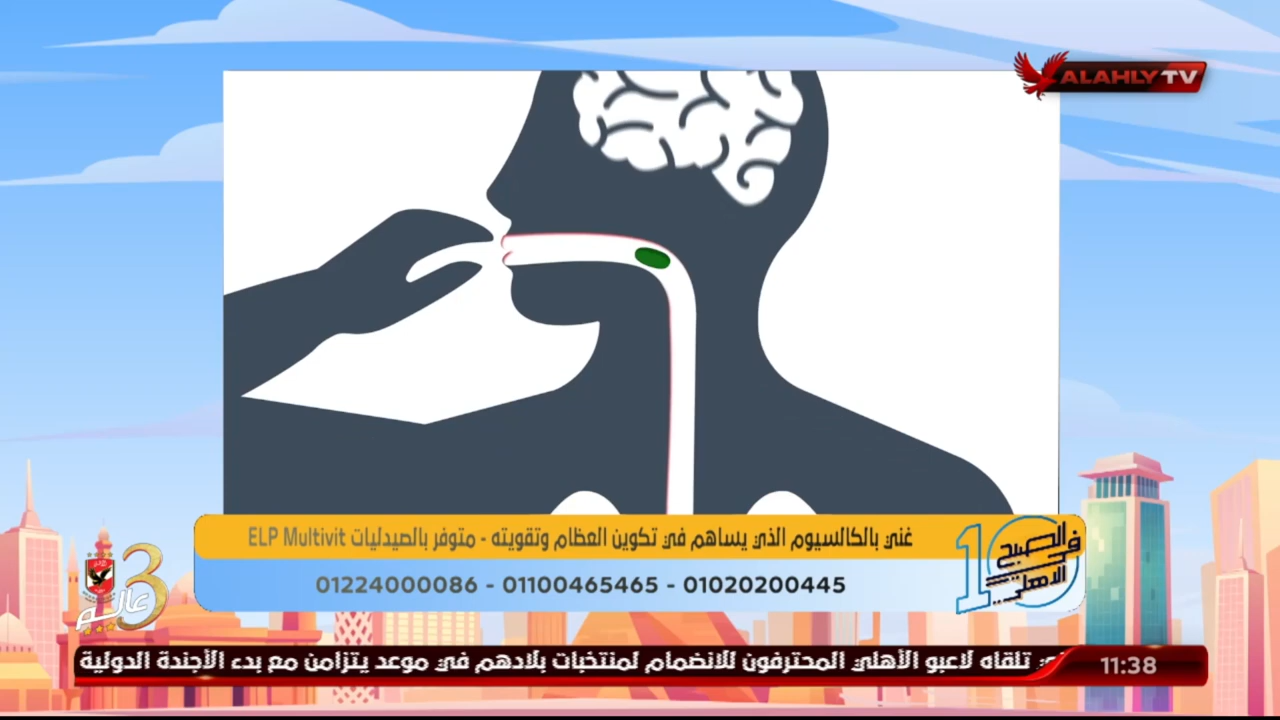 ALAHLY TV
غني بالكالسيوم الذي يساهم في تكوين العظام وتقويته - متوفر بالصيدليات ELP Multivit
01224000086 - 01100465465 - 01020200445
10 الصبح في الأهلي
3 عالم
تلقاه لاعبو الأهلي المحترفون للانضمام لمنتخبات بلادهم في موعد يتزامن مع بدء الأجندة الدولية
11:38